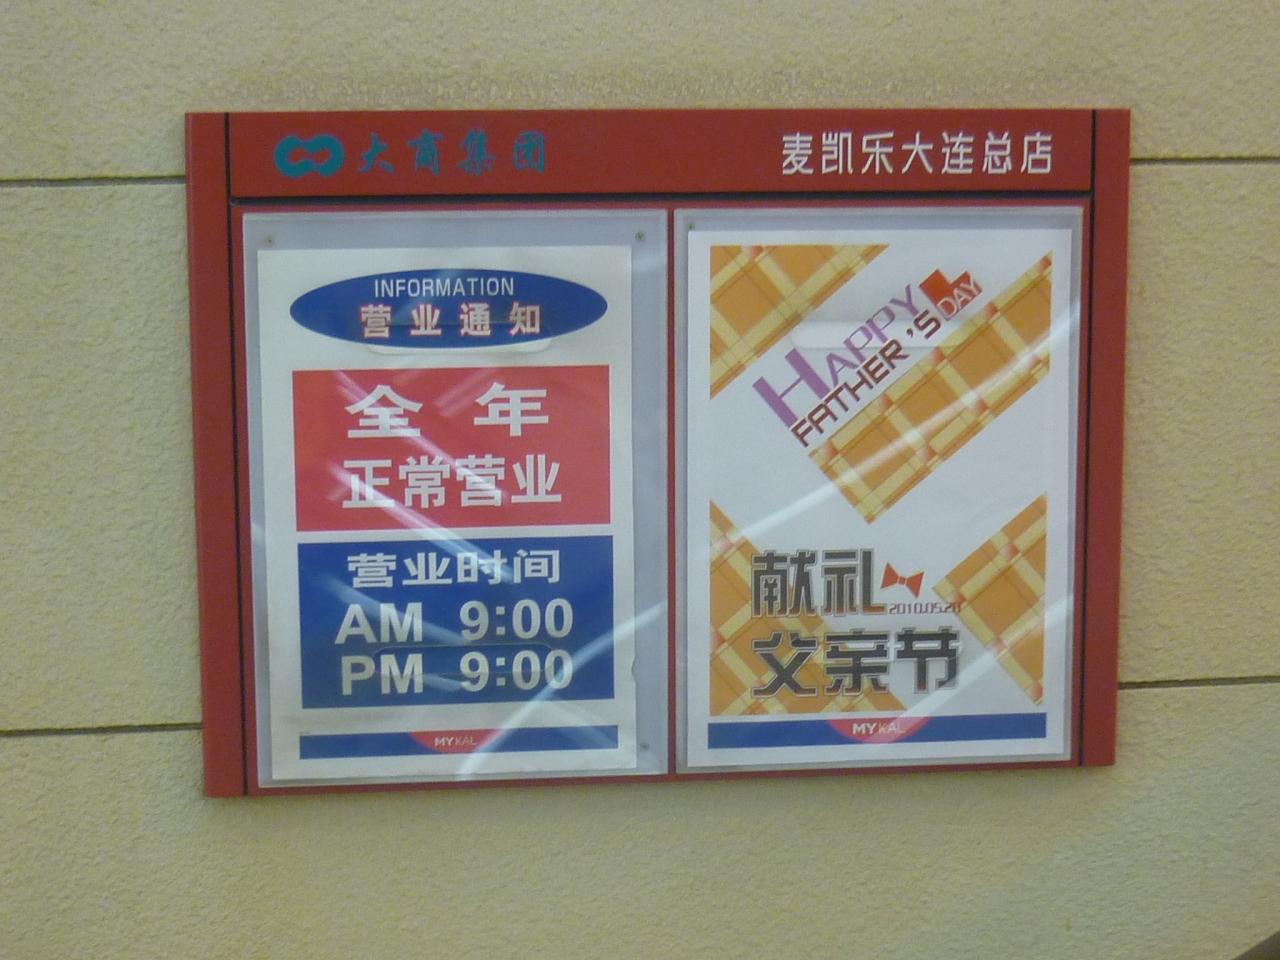 大商集团
麦凯乐大连总店
INFORMATION
营业通知
全年
正常营业
营业时间
AM 9:00
PM 9:00
MYKAL
HAPPY
FATHER'S DAY
献礼
2010.05.20
父亲节
MYKAL